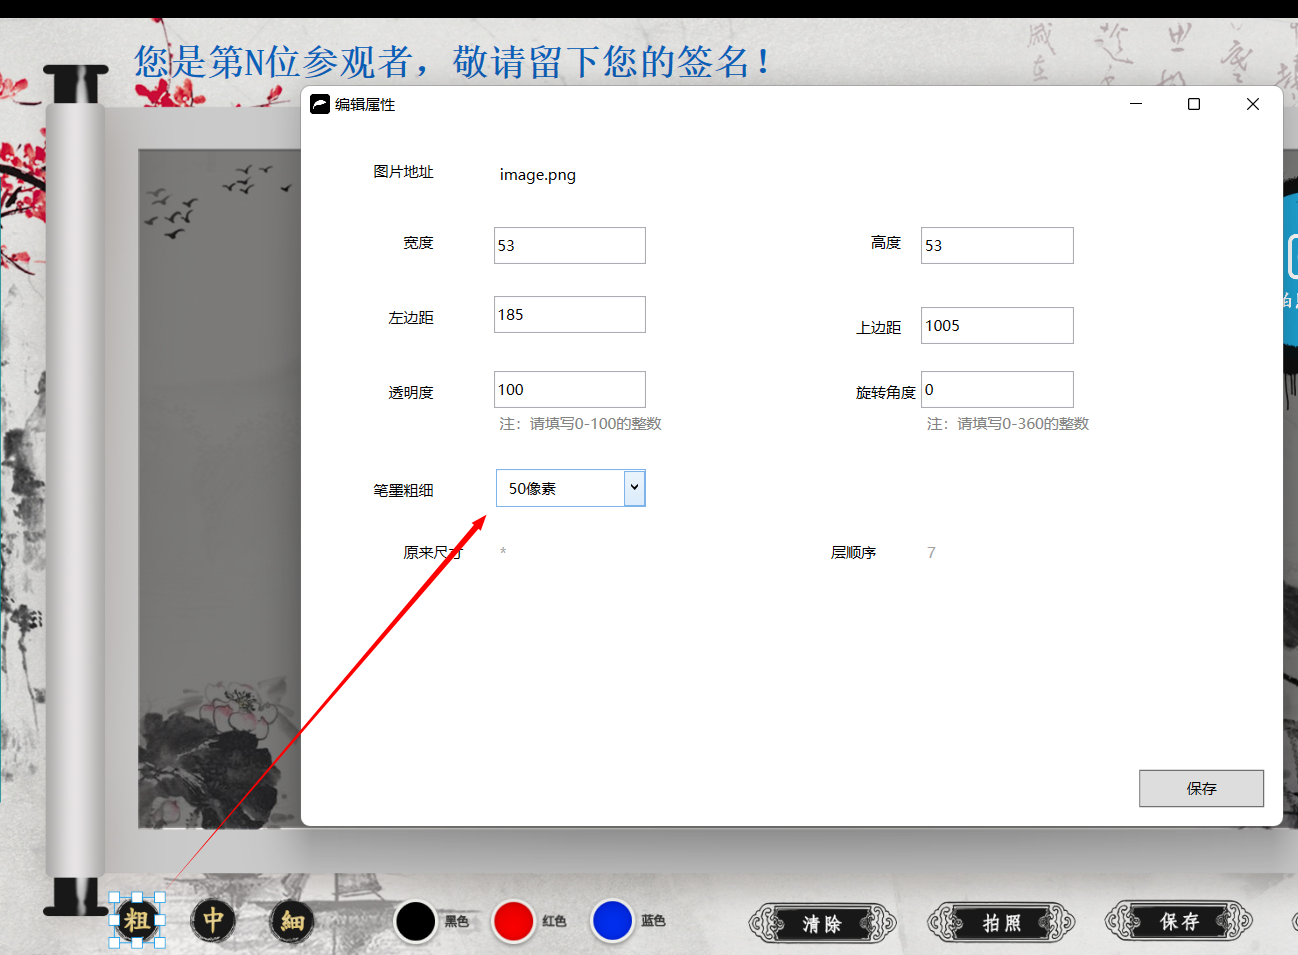 您是第N位参观者，敬请留下您的签名！
编辑属性
图片地址 image.png
宽度 53 高度 53
左边距 185 上边距 1005
透明度 100 旋转角度 0
注：请填写0-100的整数 注：请填写0-360的整数
笔墨粗细 50像素
原来尺寸 * 层顺序 7
保存
粗 中 細 黑色 红色 蓝色 清除 拍照 保存